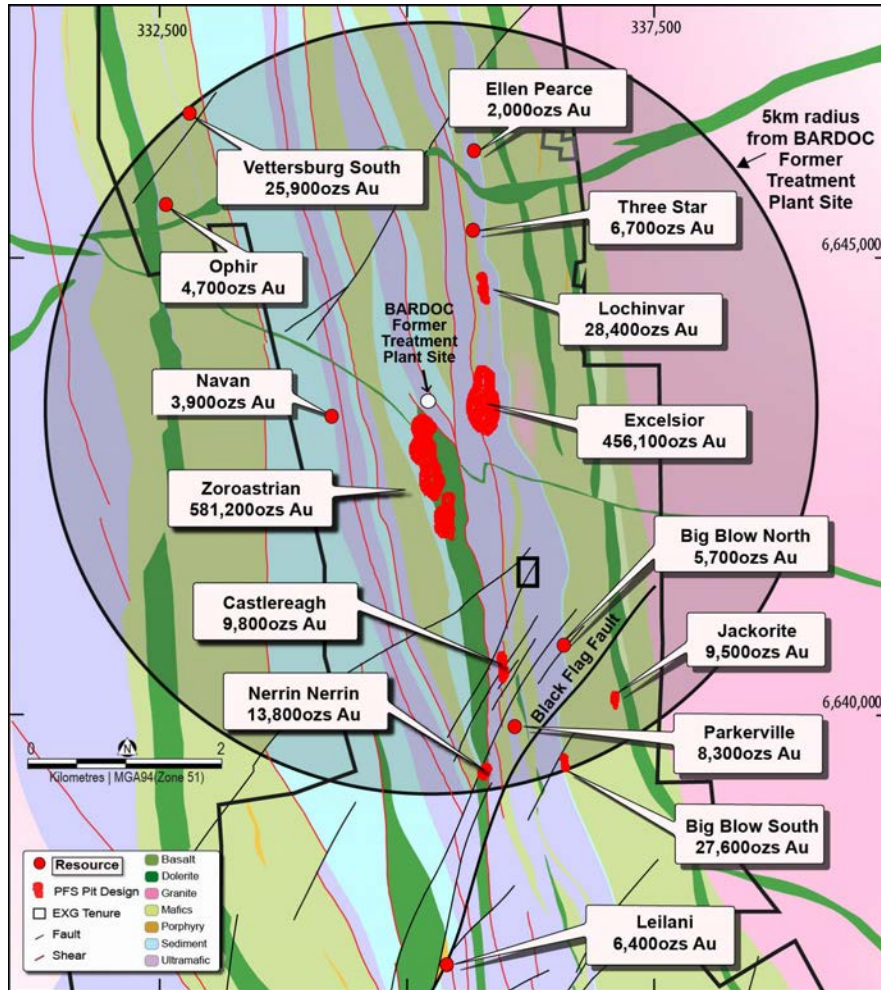 332,500
337,500
Ellen Pearce
2,000ozs Au
5km radius
from BARDOC
Former
Treatment
Plant Site
Vettersburg South
25,900ozs Au
Three Star
6,700ozs Au
6,645,000
Ophir
4,700ozs Au
Lochinvar
28,400ozs Au
BARDOC
Former
Treatment
Plant Site
Navan
3,900ozs Au
Excelsior
456,100ozs Au
Zoroastrian
581,200ozs Au
Big Blow North
5,700ozs Au
Castlereagh
9,800ozs Au
Jackorite
9,500ozs Au
Black Flag Fault
Nerrin Nerrin
13,800ozs Au
6,640,000
Parkerville
8,300ozs Au
0 2
N
Kilometres | MGA94(Zone 51)
Big Blow South
27,600ozs Au
Resource
PFS Pit Design
EXG Tenure
Fault
Shear
Basalt
Dolerite
Granite
Mafics
Porphyry
Sediment
Ultramafic
Leilani
6,400ozs Au